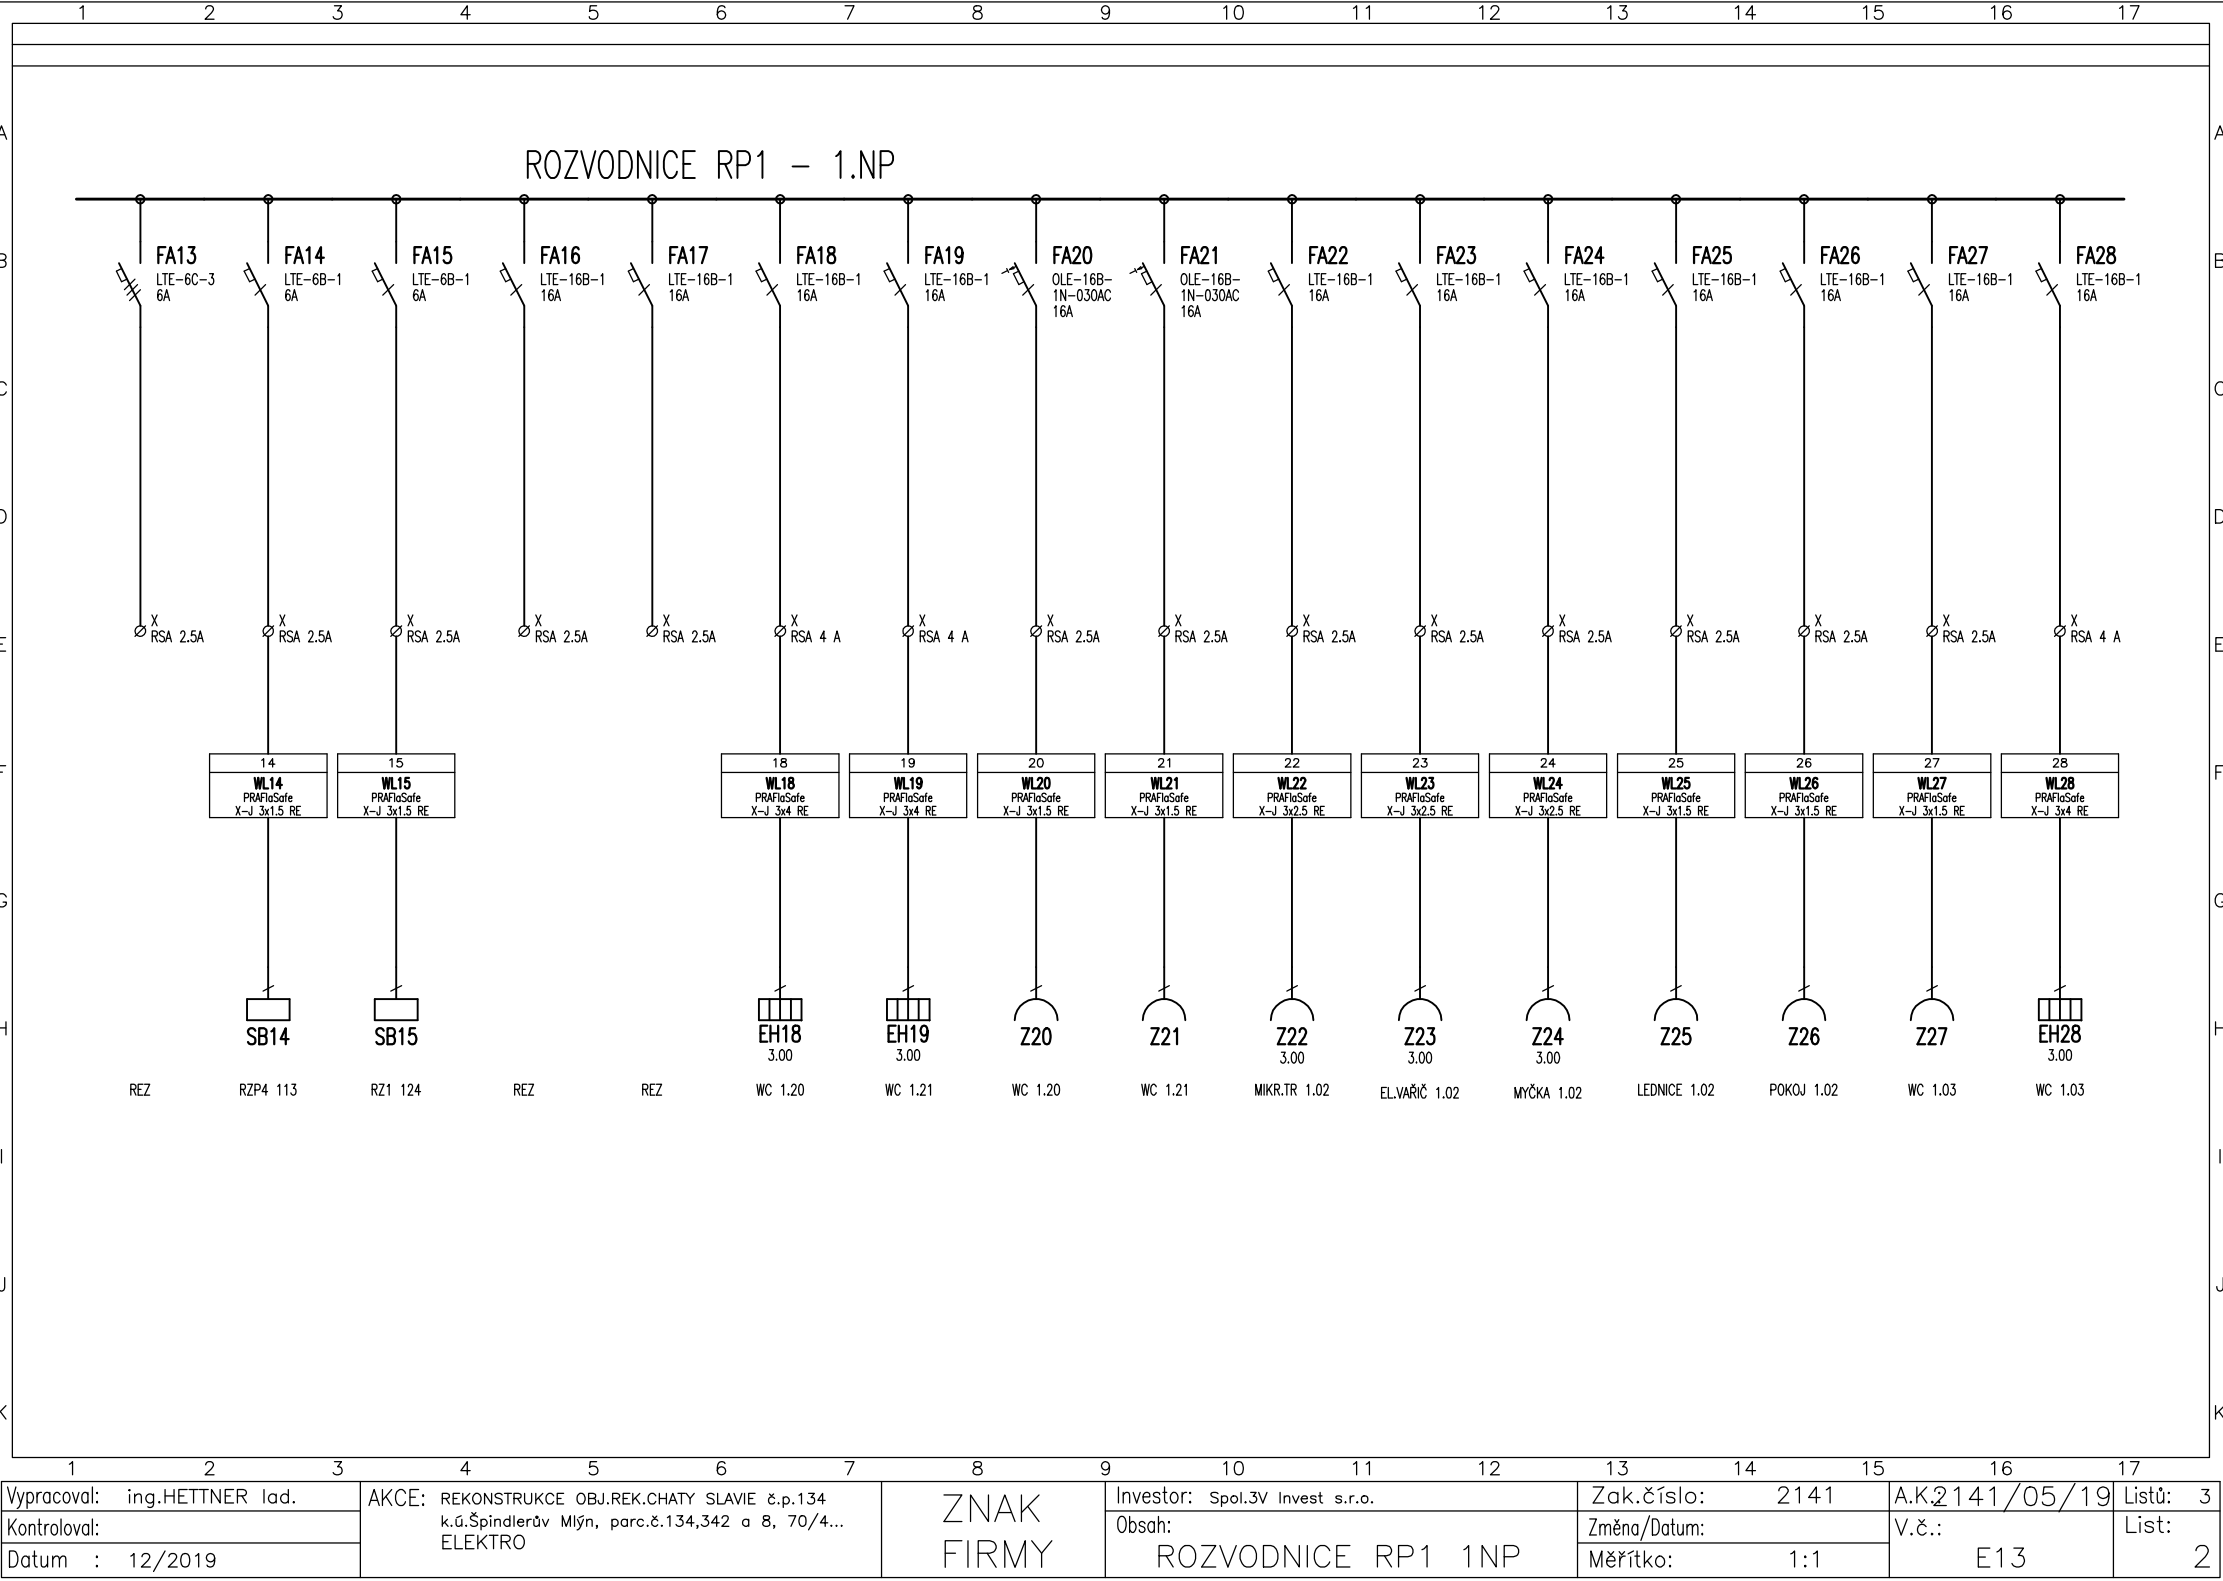 1 2 3 4 5 6 7 8 9 10 11 12 13 14 15 16 17
A A
ROZVODNICE RP1 – 1.NP
B B
FA13 FA14 FA15 FA16 FA17 FA18 FA19 FA20 FA21 FA22 FA23 FA24 FA25 FA26 FA27 FA28
LTE-6C-3 LTE-6B-1 LTE-6B-1 LTE-16B-1 LTE-16B-1 LTE-16B-1 LTE-16B-1 OLE-16B- OLE-16B- LTE-16B-1 LTE-16B-1 LTE-16B-1 LTE-16B-1 LTE-16B-1 LTE-16B-1 LTE-16B-1
6A 6A 6A 16A 16A 16A 16A 1N-030AC 1N-030AC 16A 16A 16A 16A 16A 16A 16A
16A 16A
C C
D D
X X X X X X X X X X X X X X X X
RSA 2.5A RSA 2.5A RSA 2.5A RSA 2.5A RSA 2.5A RSA 4 A RSA 4 A RSA 2.5A RSA 2.5A RSA 2.5A RSA 2.5A RSA 2.5A RSA 2.5A RSA 2.5A RSA 2.5A RSA 4 A
E E
14 15 18 19 20 21 22 23 24 25 26 27 28
F F
WL14 WL15 WL18 WL19 WL20 WL21 WL22 WL23 WL24 WL25 WL26 WL27 WL28
PRAFlaSafe PRAFlaSafe PRAFlaSafe PRAFlaSafe PRAFlaSafe PRAFlaSafe PRAFlaSafe PRAFlaSafe PRAFlaSafe PRAFlaSafe PRAFlaSafe PRAFlaSafe PRAFlaSafe
X-J 3x1.5 RE X-J 3x1.5 RE X-J 3x4 RE X-J 3x4 RE X-J 3x1.5 RE X-J 3x1.5 RE X-J 3x2.5 RE X-J 3x2.5 RE X-J 3x2.5 RE X-J 3x1.5 RE X-J 3x1.5 RE X-J 3x1.5 RE X-J 3x4 RE
G G
H H
SB14 SB15 EH18 EH19 Z20 Z21 Z22 Z23 Z24 Z25 Z26 Z27 EH28
3.00 3.00 3.00 3.00 3.00 3.00
REZ RZP4 113 RZ1 124 REZ REZ WC 1.20 WC 1.21 WC 1.20 WC 1.21 MIKR.TR 1.02 EL.VAŘIČ 1.02 MYČKA 1.02 LEDNICE 1.02 POKOJ 1.02 WC 1.03 WC 1.03
I I
J J
K K
1 2 3 4 5 6 7 8 9 10 11 12 13 14 15 16 17
Vypracoval: ing.HETTNER lad.
Kontroloval:
Datum : 12/2019
AKCE: REKONSTRUKCE OBJ.REK.CHATY SLAVIE č.p.134
k.ú.Špindlerův Mlýn, parc.č.134,342 a 8, 70/4...
ELEKTRO
ZNAK
FIRMY
Investor: Spol.3V Invest s.r.o.
Obsah:
ROZVODNICE RP1 1NP
Zak.číslo: 2141
Změna/Datum:
Měřítko: 1:1
A.K.: 2141/05/19
V.č.:
E13
Listů: 3
List:
2